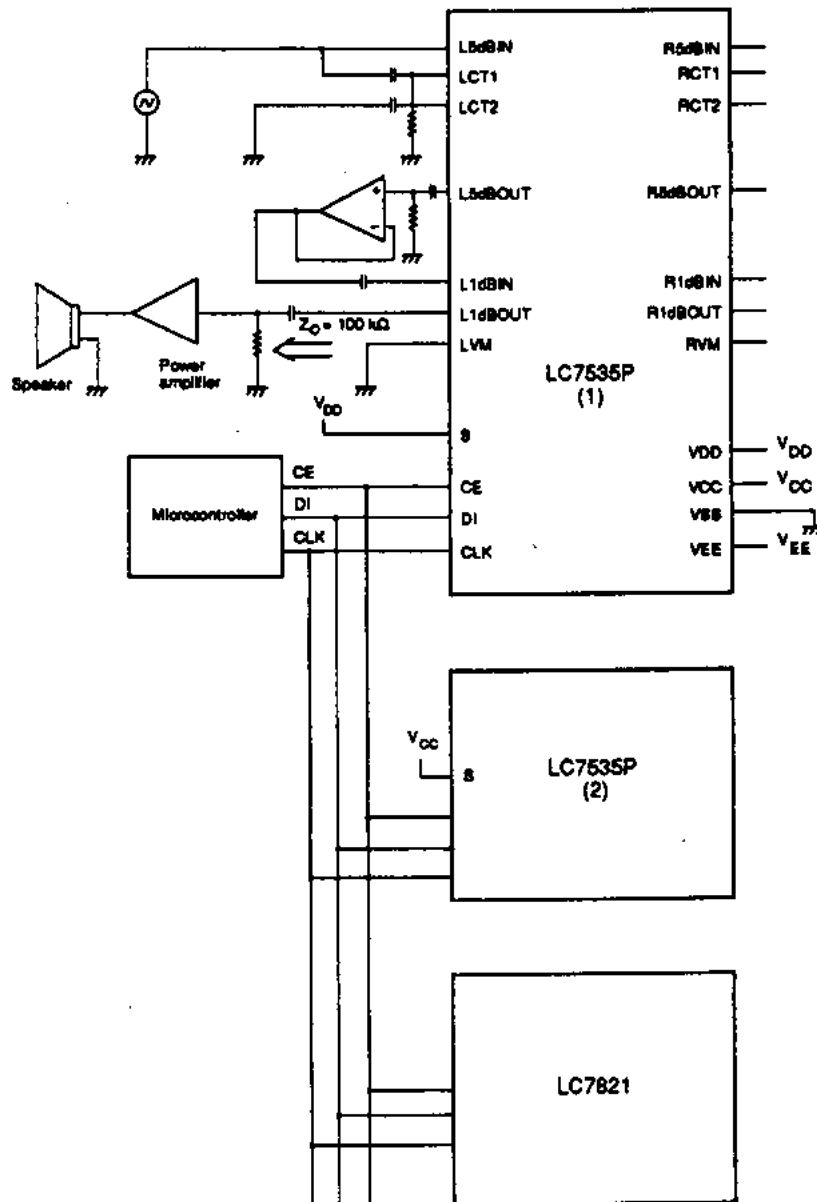 L5dBIN
LCT1
LCT2
L5dBOUT
L1dBIN
L1dBOUT
LVM
S
CE
DI
CLK
R5dBIN
RCT1
RCT2
R5dBOUT
R1dBIN
R1dBOUT
RVM
LC7535P
(1)
VDD
VCC
VSS
VEE
VDD
VCC
VEE
ZO = 100 kΩ
Speaker
Power
amplifier
VDD
Microcontroller
CE
DI
CLK
VCC
S
LC7535P
(2)
LC7821